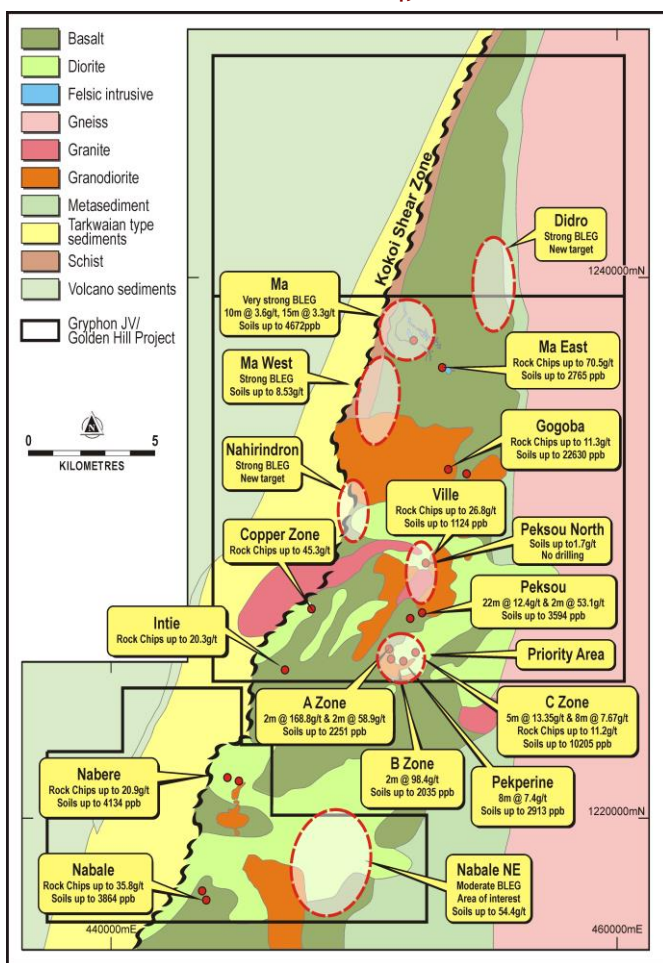 Basalt
Diorite
Felsic intrusive
Gneiss
Granite
Granodiorite
Metasediment
Tarkwaian type
sediments
Schist
Volcano sediments
Gryphon JV/
Golden Hill Project
N
0 5
KILOMETRES
Kokoi Shear Zone
Didro
Strong BLEG
New target
1240000mN
Ma
Very strong BLEG
10m @ 3.6g/t, 15m @ 3.3g/t
Soils up to 4672ppb
Ma East
Rock Chips up to 70.5g/t
Soils up to 2765 ppb
Ma West
Strong BLEG
Soils up to 8.53g/t
Gogoba
Rock Chips up to 11.3g/t
Soils up to 22630 ppb
Nahirindron
Strong BLEG
New target
Ville
Rock Chips up to 26.8g/t
Soils up to 1124 ppb
Peksou North
Soils up to1.7g/t
No drilling
Copper Zone
Rock Chips up to 45.3g/t
Peksou
22m @ 12.4g/t & 2m @ 53.1g/t
Soils up to 3594 ppb
Intie
Rock Chips up to 20.3g/t
Priority Area
A Zone
2m @ 168.8g/t & 2m @ 58.9g/t
Soils up to 2251 ppb
C Zone
5m @ 13.35g/t & 8m @ 7.67g/t
Rock Chips up to 11.2g/t
Soils up to 10205 ppb
B Zone
2m @ 98.4g/t
Soils up to 2035 ppb
Pekperine
8m @ 7.4g/t
Soils up to 2913 ppb
Nabere
Rock Chips up to 20.9g/t
Soils up to 4134 ppb
1220000mN
Nabale
Rock Chips up to 35.8g/t
Soils up to 3864 ppb
Nabale NE
Moderate BLEG
Area of interest
Soils up to 54.4g/t
440000mE
460000mE